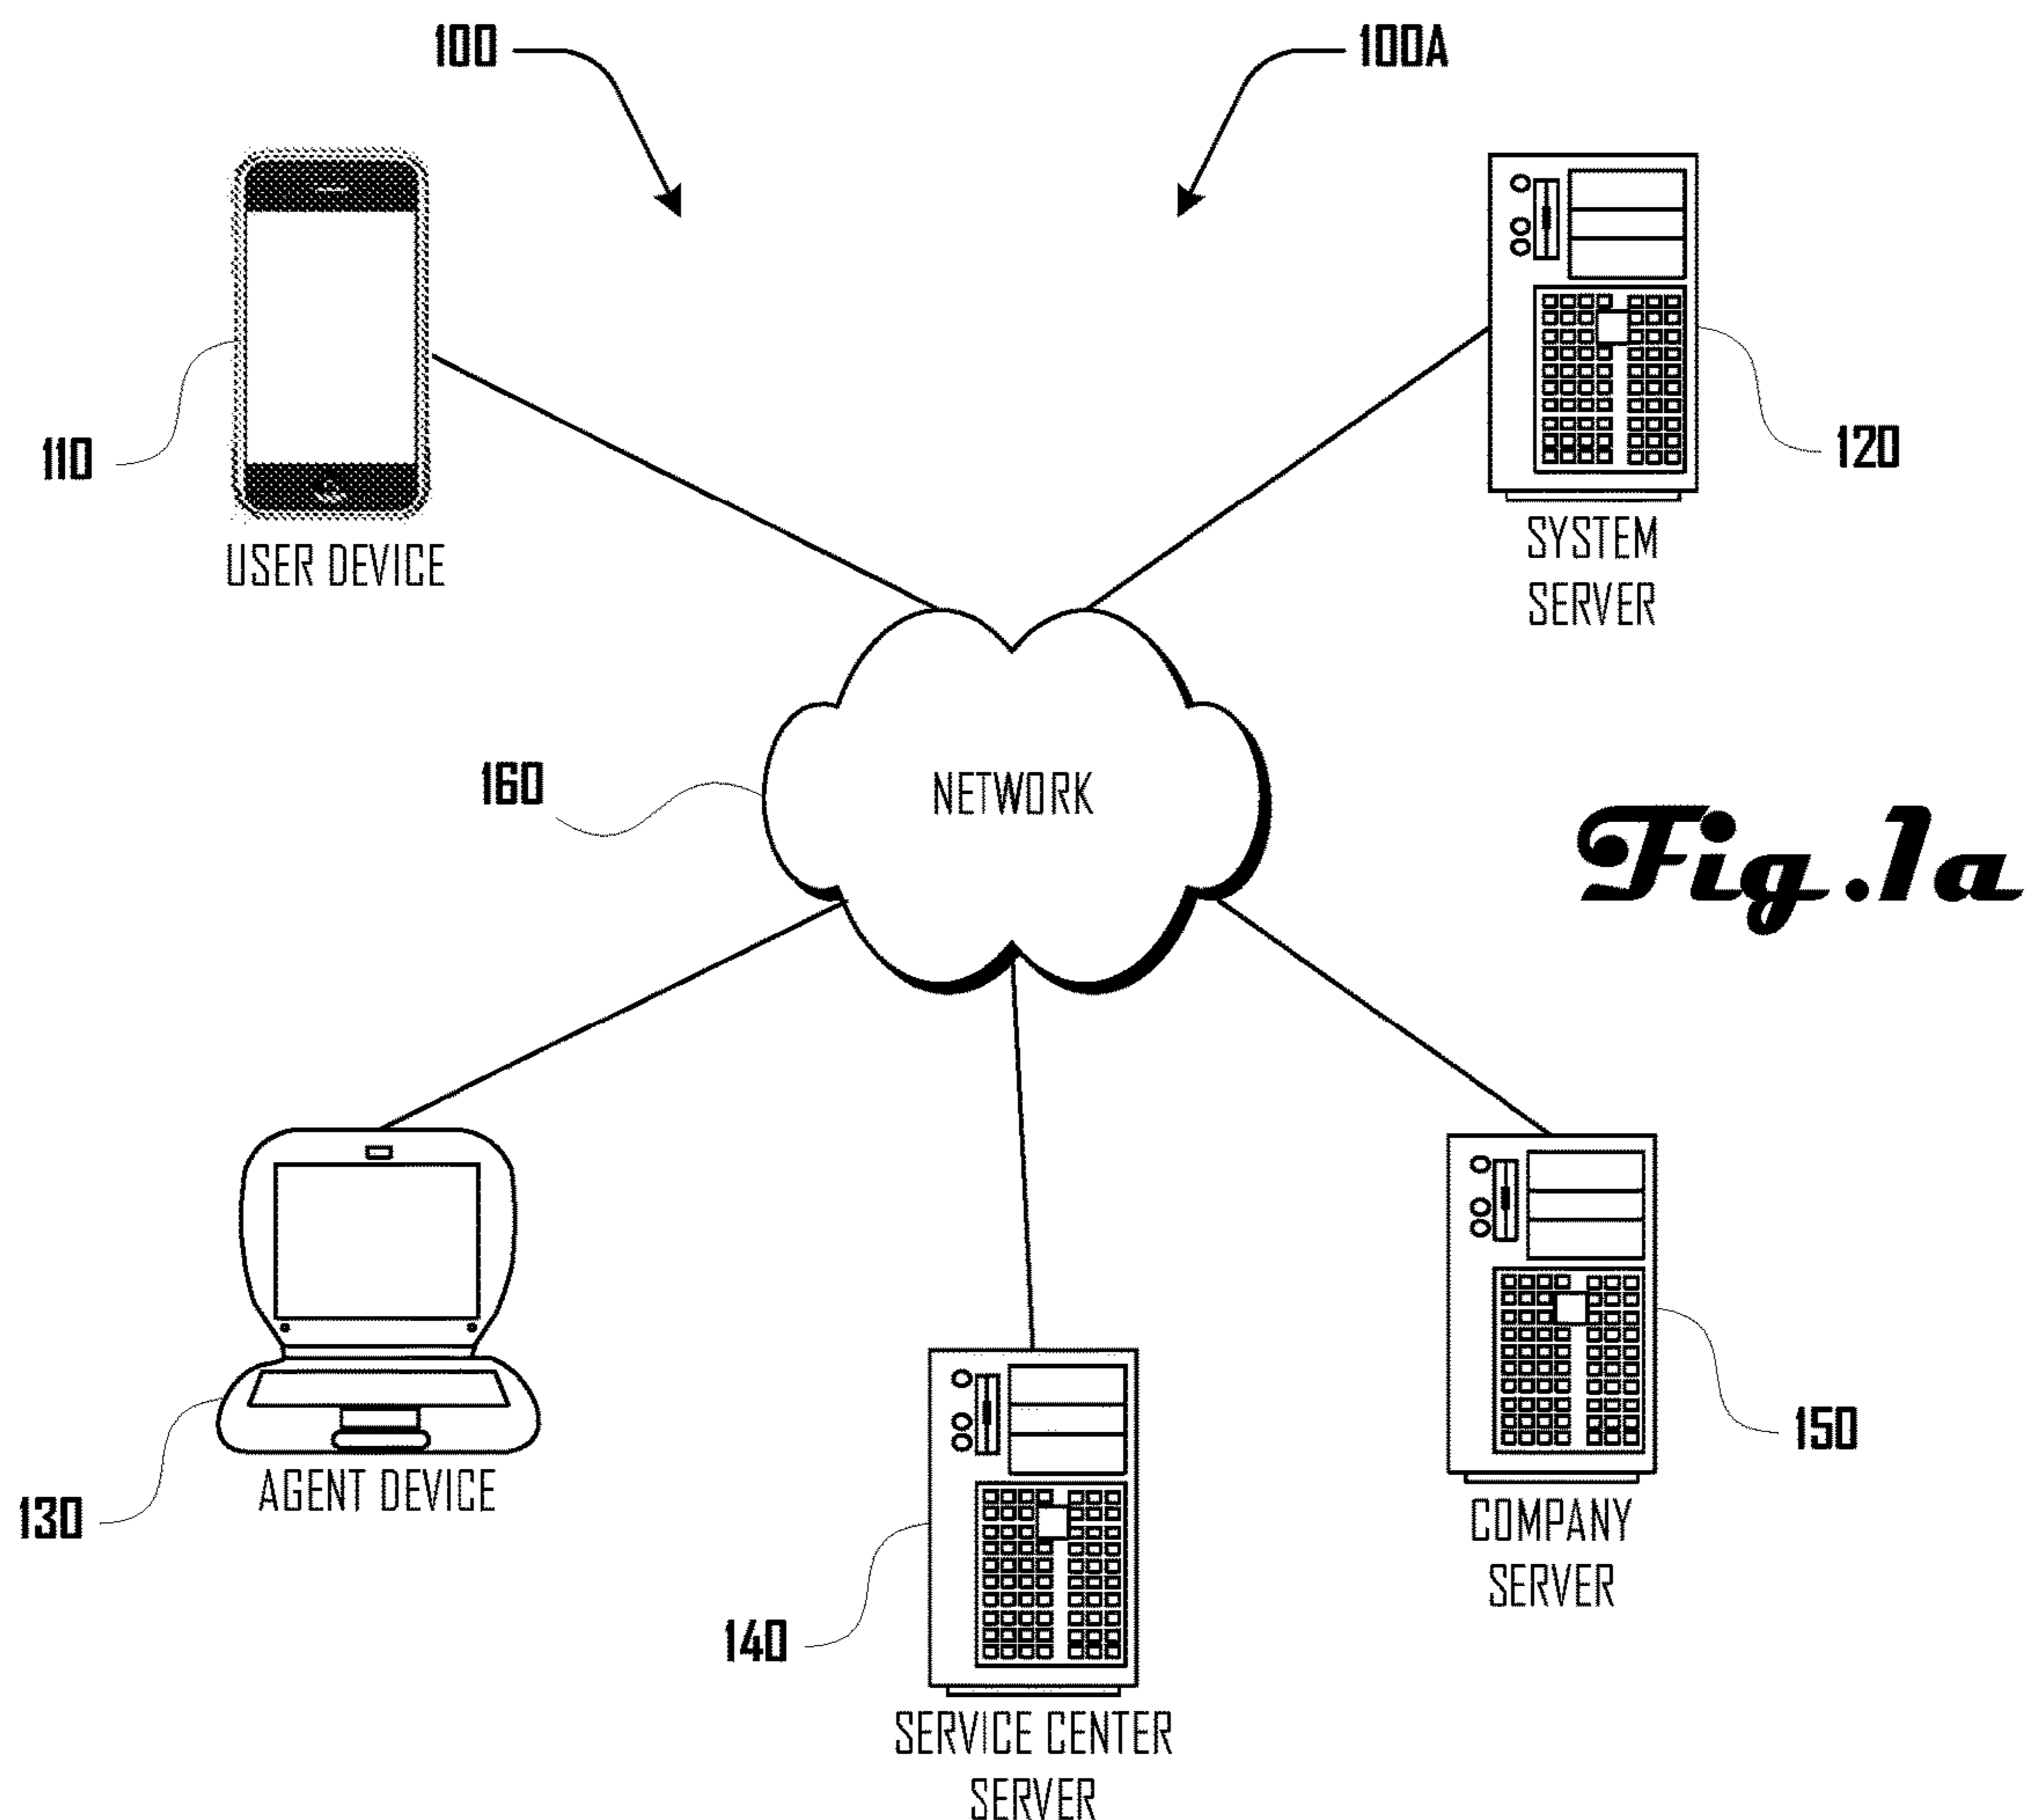 100
100A
110
USER DEVICE
120
SYSTEM
SERVER
160
NETWORK
Fig.1a
130
AGENT DEVICE
140
SERVICE CENTER
SERVER
150
COMPANY
SERVER